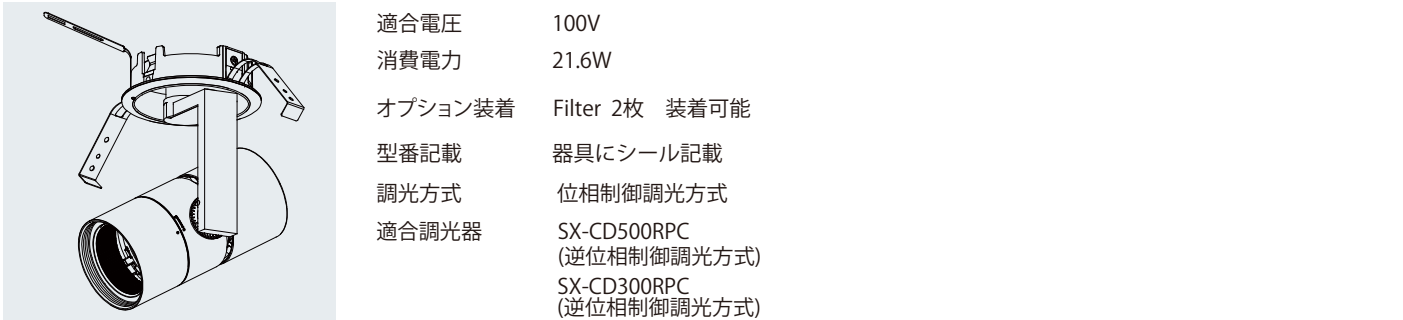 適合電圧 100V
消費電力 21.6W
オプション装着 Filter 2枚 装着可能
型番記載 器具にシール記載
調光方式 位相制御調光方式
適合調光器 SX-CD500RPC
(逆位相制御調光方式)
SX-CD300RPC
(逆位相制御調光方式)